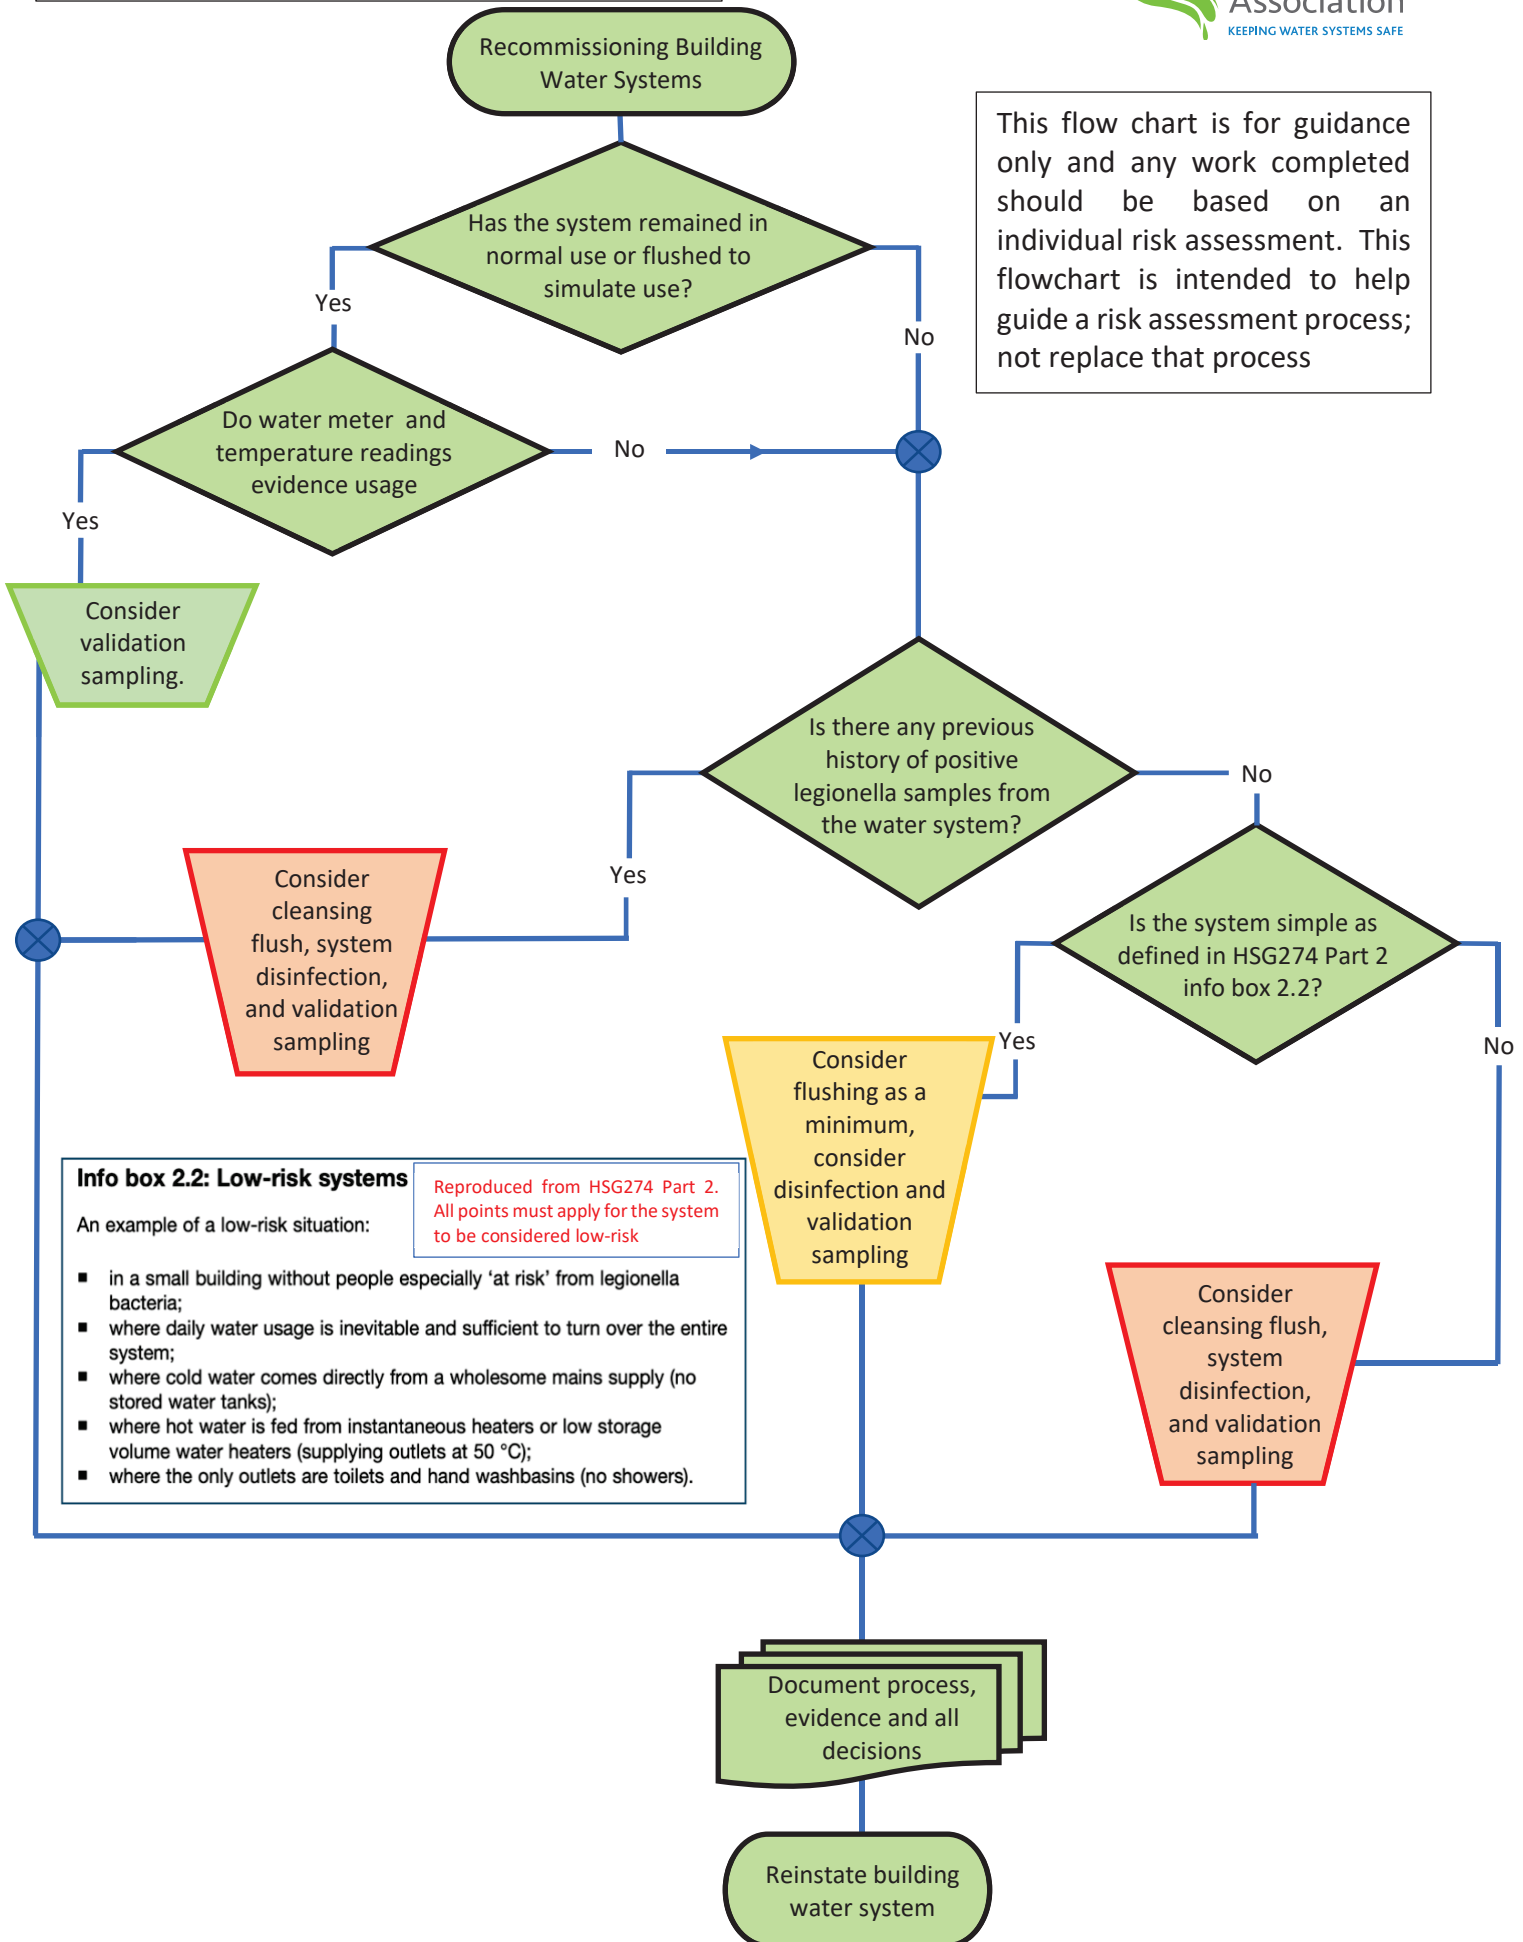 Association
KEEPING WATER SYSTEMS SAFE
Recommissioning Building
Water Systems
This flow chart is for guidance
only and any work completed
should be based on an
individual risk assessment. This
flowchart is intended to help
guide a risk assessment process;
not replace that process
Has the system remained in
normal use or flushed to
simulate use?
Yes
No
Do water meter and
temperature readings
evidence usage
No
Yes
Consider
validation
sampling.
Is there any previous
history of positive
legionella samples from
the water system?
No
Yes
Consider
cleansing
flush, system
disinfection,
and validation
sampling
Is the system simple as
defined in HSG274 Part 2
info box 2.2?
Yes
No
Consider
flushing as a
minimum,
consider
disinfection and
validation
sampling
Info box 2.2: Low-risk systems
Reproduced from HSG274 Part 2.
All points must apply for the system
to be considered low-risk
An example of a low-risk situation:
■ in a small building without people especially ‘at risk’ from legionella
bacteria;
■ where daily water usage is inevitable and sufficient to turn over the entire
system;
■ where cold water comes directly from a wholesome mains supply (no
stored water tanks);
■ where hot water is fed from instantaneous heaters or low storage
volume water heaters (supplying outlets at 50 °C);
■ where the only outlets are toilets and hand washbasins (no showers).
Consider
cleansing flush,
system
disinfection,
and validation
sampling
Document process,
evidence and all
decisions
Reinstate building
water system